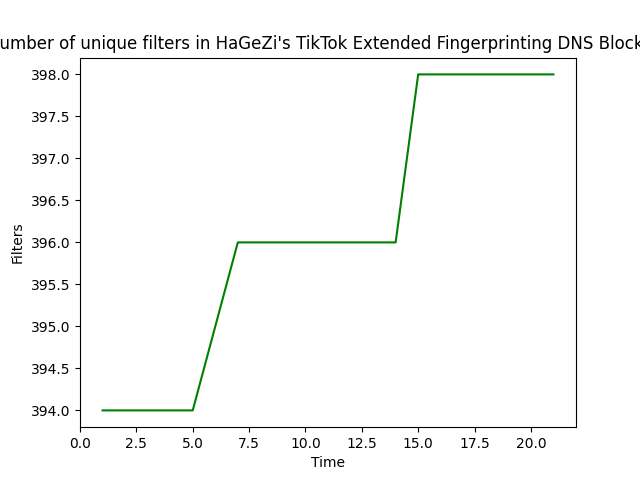 umber of unique filters in HaGeZi's TikTok Extended Fingerprinting DNS Block
398.0
397.5
397.0
396.5
396.0
395.5
395.0
394.5
394.0
Filters
0.0 2.5 5.0 7.5 10.0 12.5 15.0 17.5 20.0
Time